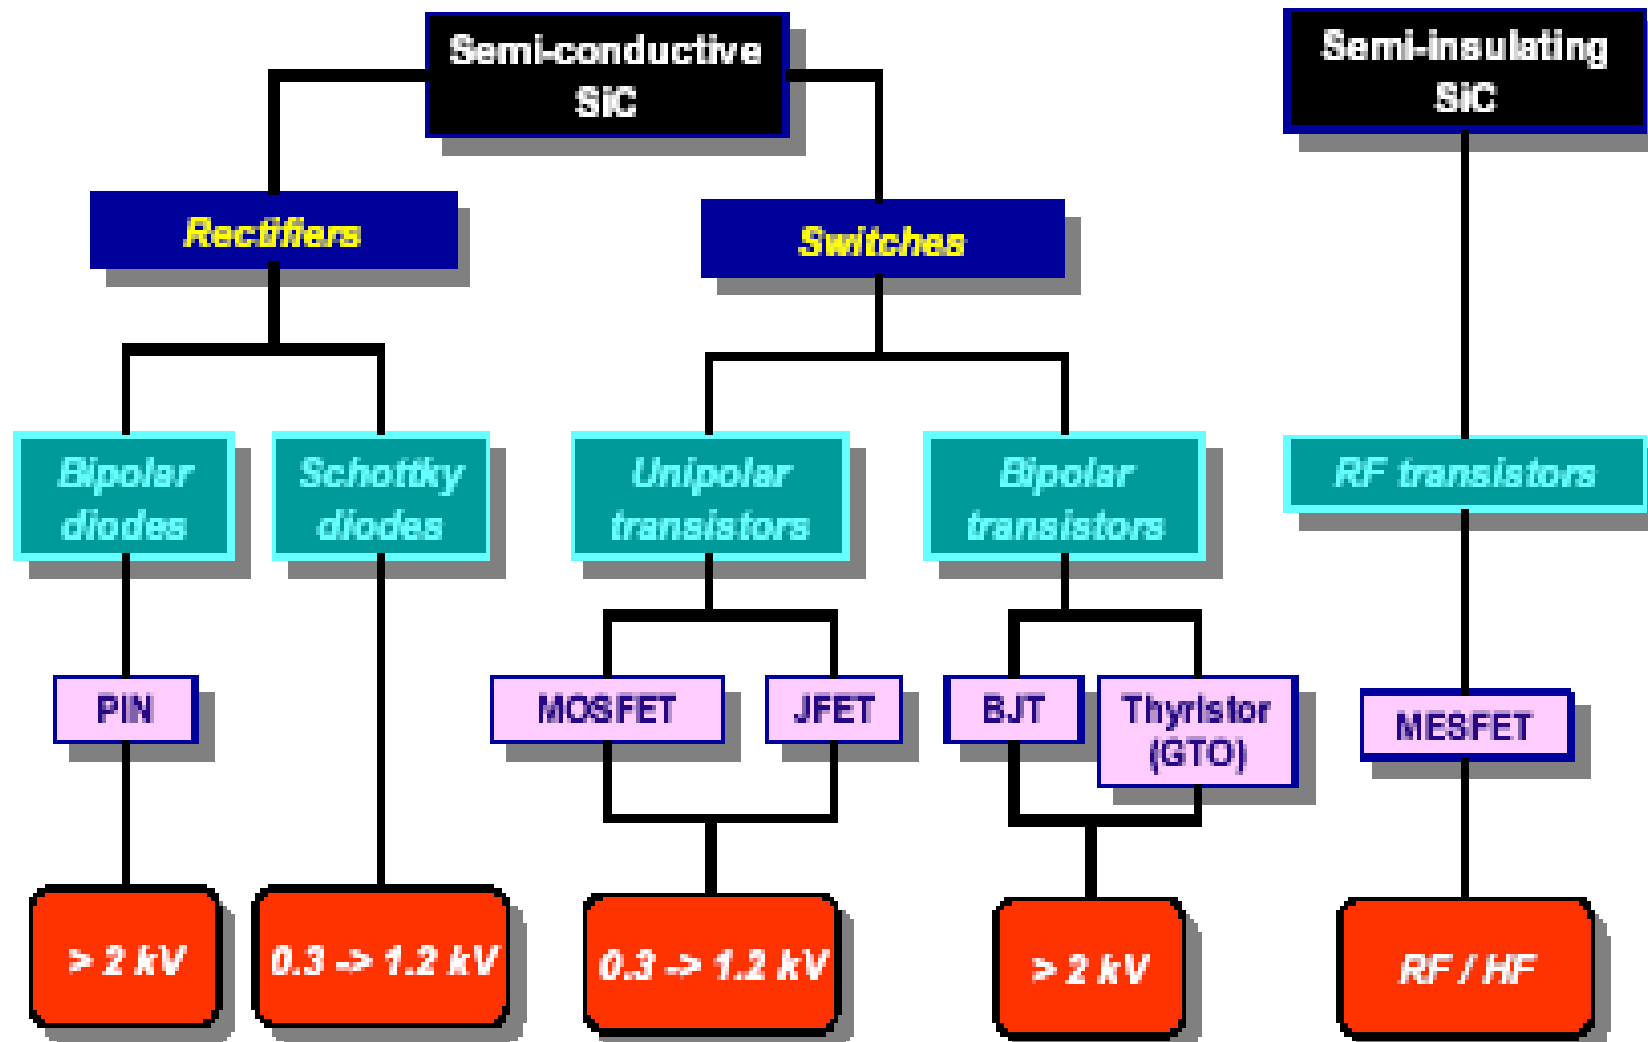 Semi-conductive
SiC
Semi-insulating
SiC
Rectifiers
Switches
Bipolar
diodes
Schottky
diodes
Unipolar
transistors
Bipolar
transistors
RF transistors
PIN
MOSFET
JFET
BJT
Thyristor
(GTO)
MESFET
> 2 kV
0.3 -> 1.2 kV
0.3 -> 1.2 kV
> 2 kV
RF / HF